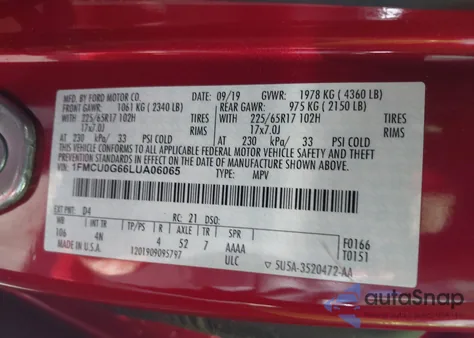 MFD. BY FORD MOTOR CO.
09/19 GVWR: 1978 KG ( 4360 LB)
FRONT GAWR: 1061 KG ( 2340 LB) REAR GAWR: 975 KG ( 2150 LB)
WITH 225/65R17 102H TIRES WITH 225/65R17 102H TIRES
17x7.0J RIMS 17x7.0J RIMS
AT 230 kPa/ 33 PSI COLD AT 230 kPa/ 33 PSI COLD
THIS VEHICLE CONFORMS TO ALL APPLICABLE FEDERAL MOTOR VEHICLE SAFETY AND BUMPER
STANDARDS IN EFFECT ON THE DATE OF MANUFACTURE SHOWN ABOVE.
VIN: 1FMCU0G66LUA06065
TYPE: MPV
EXT PNT: D4 RC: 21 DSO:
WB INT TR TP/PS R AXLE TR SPR
106 4N 4 52 7 AAAA
F0166
T0151
MADE IN U.S.A. ULC
1201909095797
5USA-3520472-AA
autoSnap